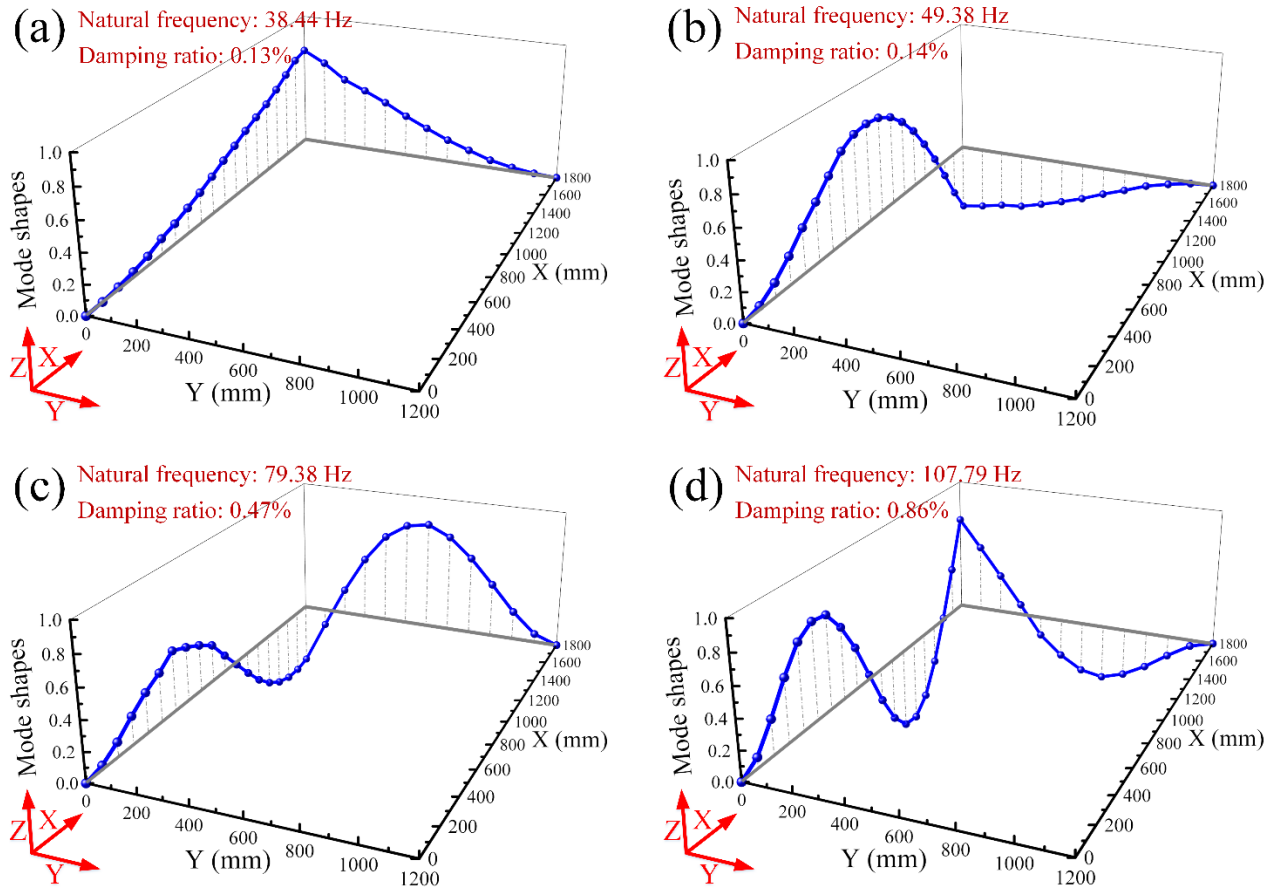 (a)
Natural frequency: 38.44 Hz
Damping ratio: 0.13%
Mode shapes
1.0
0.8
0.6
0.4
0.2
0.0
0
200
400
600
800
1000
1200
Y (mm)
0
200
400
600
800
1000
1200
1400
1600
1800
X (mm)
Z
X
Y
(b)
Natural frequency: 49.38 Hz
Damping ratio: 0.14%
Mode shapes
1.0
0.8
0.6
0.4
0.2
0.0
0
200
400
600
800
1000
1200
Y (mm)
0
200
400
600
800
1000
1200
1400
1600
1800
X (mm)
Z
X
Y
(c)
Natural frequency: 79.38 Hz
Damping ratio: 0.47%
Mode shapes
1.0
0.8
0.6
0.4
0.2
0.0
0
200
400
600
800
1000
1200
Y (mm)
0
200
400
600
800
1000
1200
1400
1600
1800
X (mm)
Z
X
Y
(d)
Natural frequency: 107.79 Hz
Damping ratio: 0.86%
Mode shapes
1.0
0.8
0.6
0.4
0.2
0.0
0
200
400
600
800
1000
1200
Y (mm)
0
200
400
600
800
1000
1200
1400
1600
1800
X (mm)
Z
X
Y